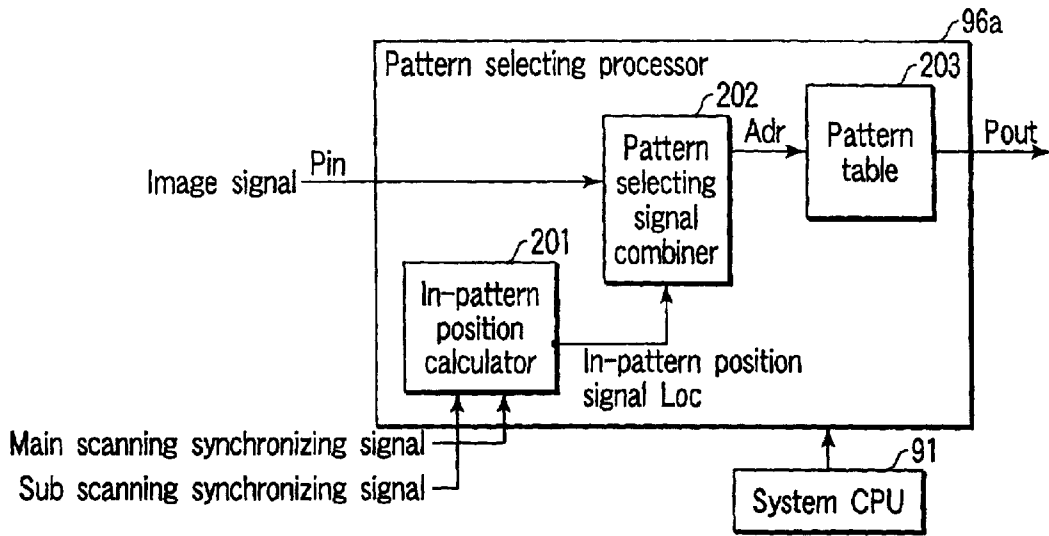 96a
Pattern selecting processor
203
202
Adr
Pattern
table
Pout
Pin
Image signal
Pattern
selecting
signal
combiner
201
In-pattern
position
calculator
In-pattern position
signal Loc
Main scanning synchronizing signal
Sub scanning synchronizing signal
91
System CPU